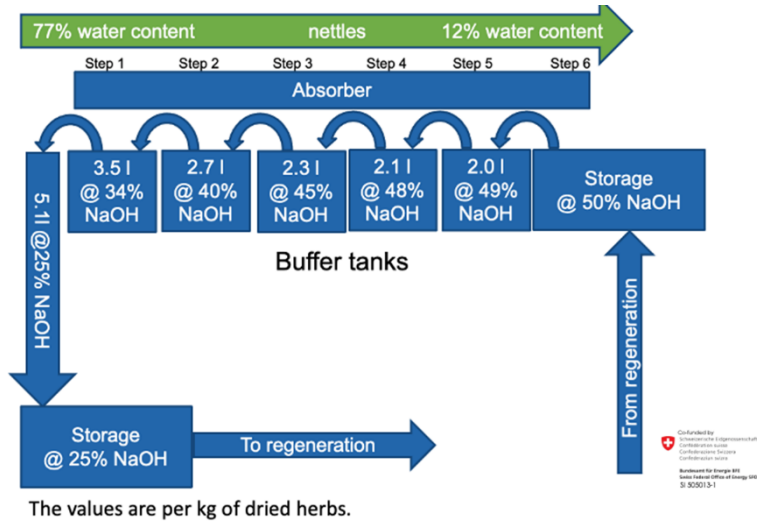 77% water content nettles 12% water content
Step 1 Step 2 Step 3 Step 4 Step 5 Step 6
Absorber
3.5 l
@ 34%
NaOH
2.7 l
@ 40%
NaOH
2.3 l
@ 45%
NaOH
2.1 l
@ 48%
NaOH
2.0 l
@ 49%
NaOH
Storage
@ 50% NaOH
5.1l @25% NaOH
Buffer tanks
From regeneration
Storage
@ 25% NaOH
To regeneration
Co-funded by
Schweizerische Eidgenossenschaft
Confédération suisse
Confederazione Svizzera
Confederaziun svizra
Bundesamt für Energie BFE
Swiss Federal Office of Energy SFOE
SI 503013-1
The values are per kg of dried herbs.